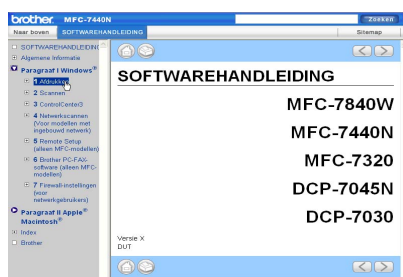 brother MFC-7440N
Zoeken
Naar boven SOFTWAREHANDLEIDING
Sitemap
SOFTWAREHANDLEIDING
Algemene Informatie
Paragraaf I Windows®
1 Afdrukken
2 Scannen
3 ControlCenter3
4 Netwerkscannen
(Voor modellen met
ingebouwd netwerk)
5 Remote Setup
(alleen MFC-modellen)
6 Brother PC-FAX-
software (alleen MFC-
modellen)
7 Firewall-instellingen
(voor
netwerkgebruikers)
Paragraaf II Apple®
Macintosh®
Index
Brother
SOFTWAREHANDLEIDING
MFC-7840W
MFC-7440N
MFC-7320
DCP-7045N
DCP-7030
Versie X
DUT